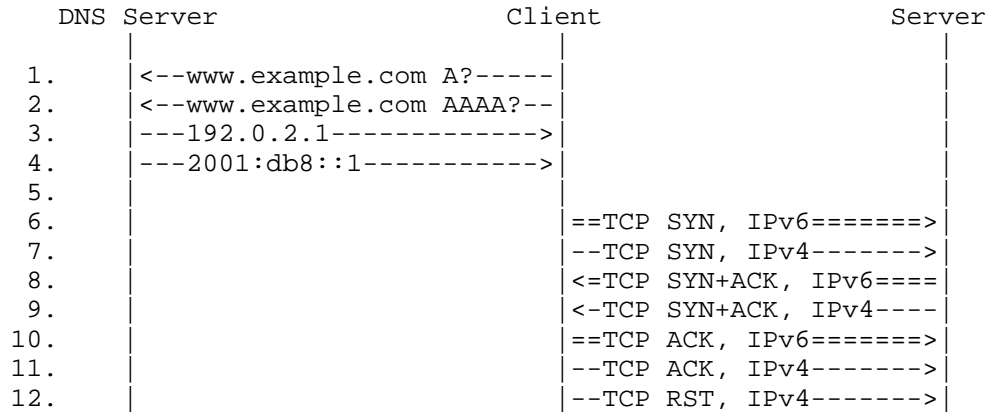 DNS Server                  Client                  Server
      |                          |                       |
 1.   |<--www.example.com A?-----|                       |
 2.   |<--www.example.com AAAA?--|                       |
 3.   |---192.0.2.1------------->|                       |
 4.   |---2001:db8::1----------->|                       |
 5.   |                          |                       |
 6.   |                          |==TCP SYN, IPv6=======>|
 7.   |                          |--TCP SYN, IPv4------->|
 8.   |                          |<=TCP SYN+ACK, IPv6====|
 9.   |                          |<-TCP SYN+ACK, IPv4----|
10.   |                          |==TCP ACK, IPv6=======>|
11.   |                          |--TCP ACK, IPv4------->|
12.   |                          |--TCP RST, IPv4------->|